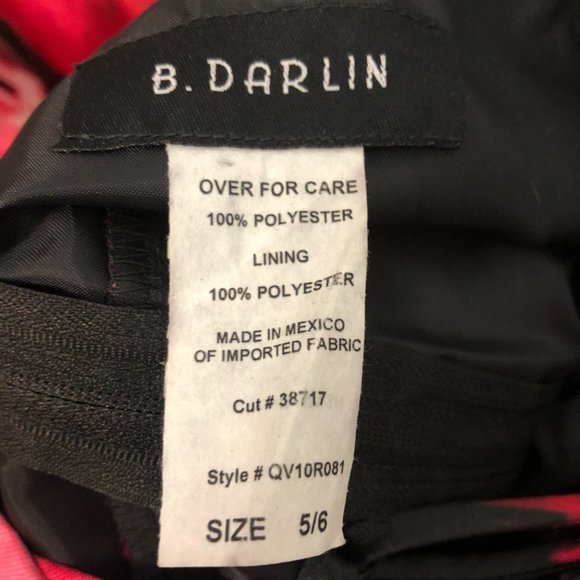 B. DARLIN
OVER FOR CARE
100% POLYESTER
LINING
100% POLYESTER
MADE IN MEXICO
OF IMPORTED FABRIC
Cut # 38717
Style # QV10R081
SIZE 5/6